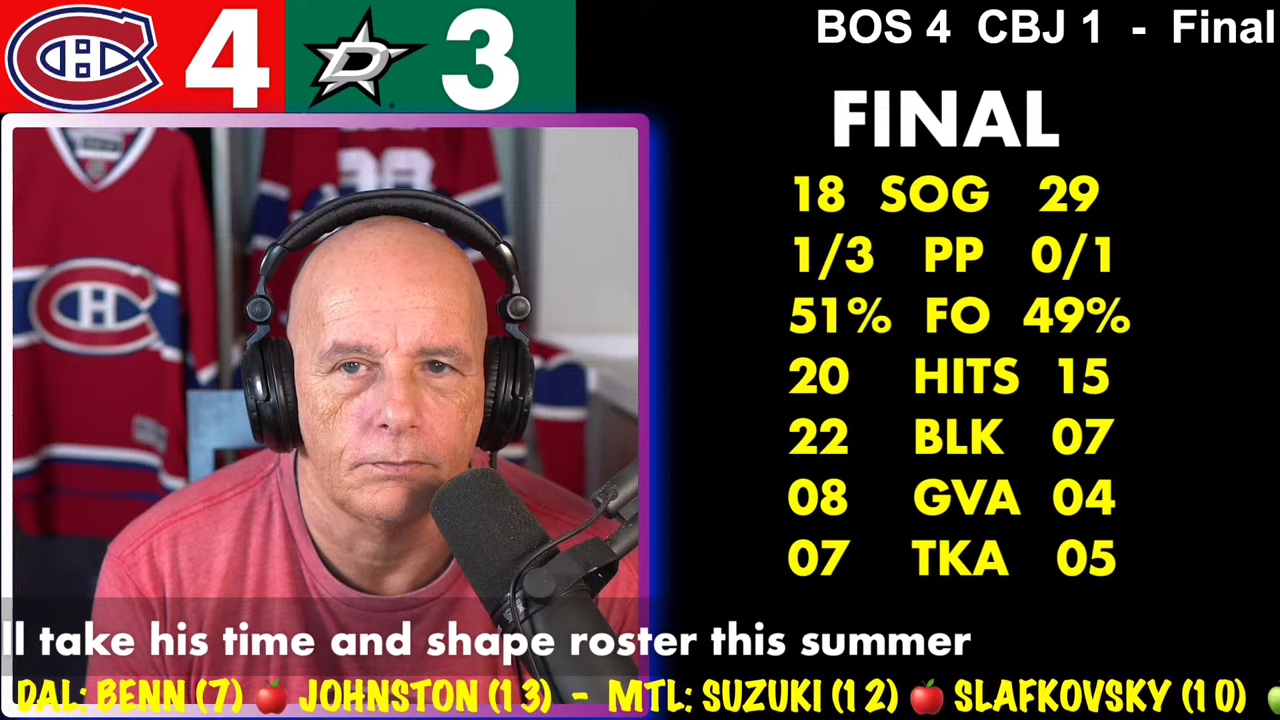 4 3
BOS 4 CBJ 1 - Final
FINAL
18 SOG 29
1/3 PP 0/1
51% FO 49%
20 HITS 15
22 BLK 07
08 GVA 04
07 TKA 05
ll take his time and shape roster this summer
DAL: BENN (7) 🍎 JOHNSTON (13) - MTL: SUZUKI (12) 🍎 SLAFKOVSKY (10)